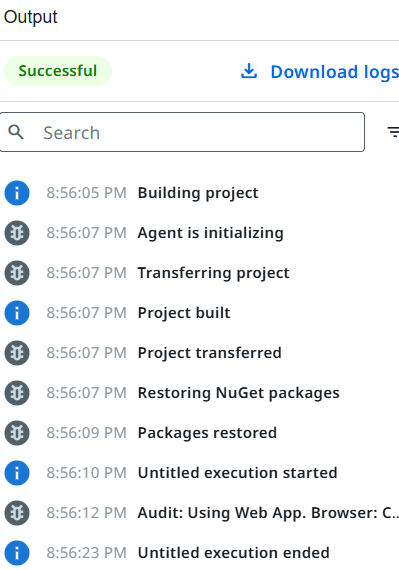 Output
Successful
Download logs
Search
8:56:05 PM Building project
8:56:07 PM Agent is initializing
8:56:07 PM Transferring project
8:56:07 PM Project built
8:56:07 PM Project transferred
8:56:07 PM Restoring NuGet packages
8:56:09 PM Packages restored
8:56:10 PM Untitled execution started
8:56:12 PM Audit: Using Web App. Browser: C...
8:56:23 PM Untitled execution ended